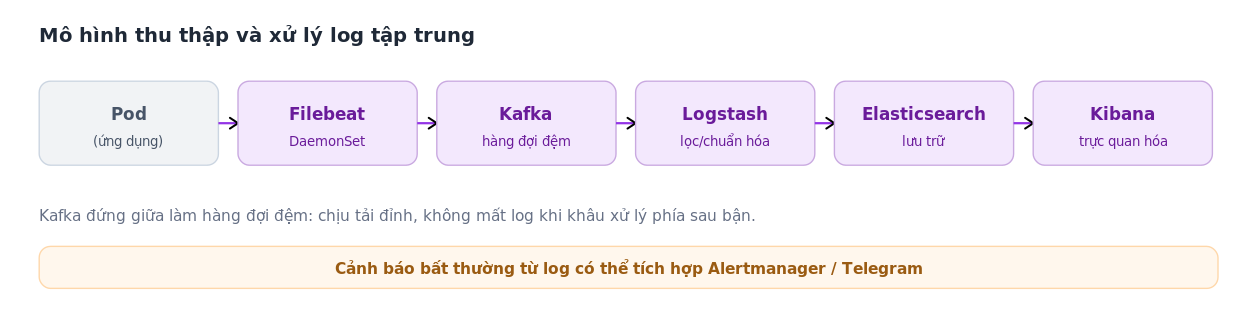 Mô hình thu thập và xử lý log tập trung
Pod
(ứng dụng)
Filebeat
DaemonSet
Kafka
hàng đợi đệm
Logstash
lọc/chuẩn hóa
Elasticsearch
lưu trữ
Kibana
trực quan hóa
Kafka đứng giữa làm hàng đợi đệm: chịu tải đỉnh, không mất log khi khâu xử lý phía sau bận.
Cảnh báo bất thường từ log có thể tích hợp Alertmanager / Telegram